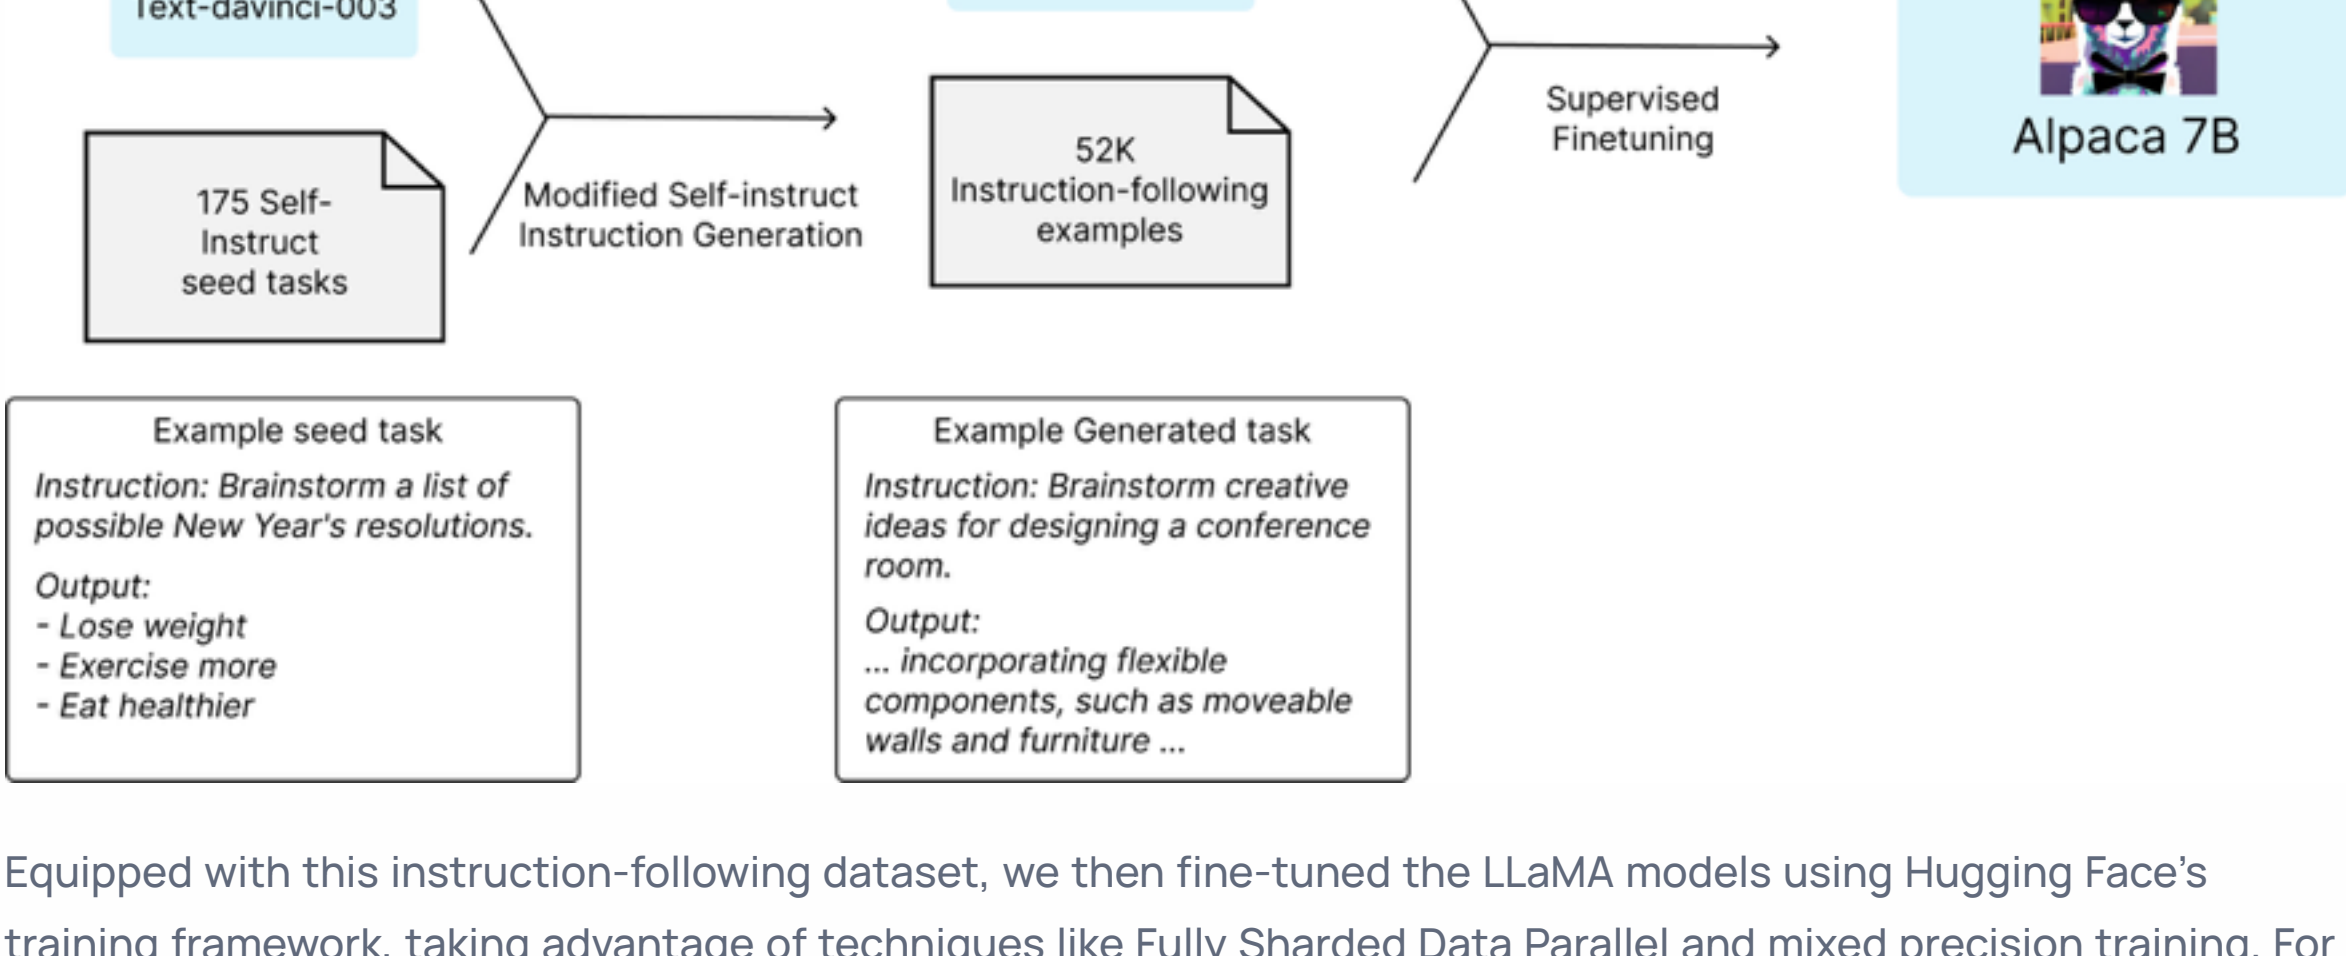 Text-davinci-003
175 Self-
Instruct
seed tasks
Modified Self-instruct
Instruction Generation
52K
Instruction-following
examples
Supervised
Finetuning
Alpaca 7B
Example seed task
Instruction: Brainstorm a list of
possible New Year's resolutions.
Output:
- Lose weight
- Exercise more
- Eat healthier
Example Generated task
Instruction: Brainstorm creative
ideas for designing a conference
room.
Output:
... incorporating flexible
components, such as moveable
walls and furniture ...
Equipped with this instruction-following dataset, we then fine-tuned the LLaMA models using Hugging Face’s
training framework, taking advantage of techniques like Fully Sharded Data Parallel and mixed precision training. For